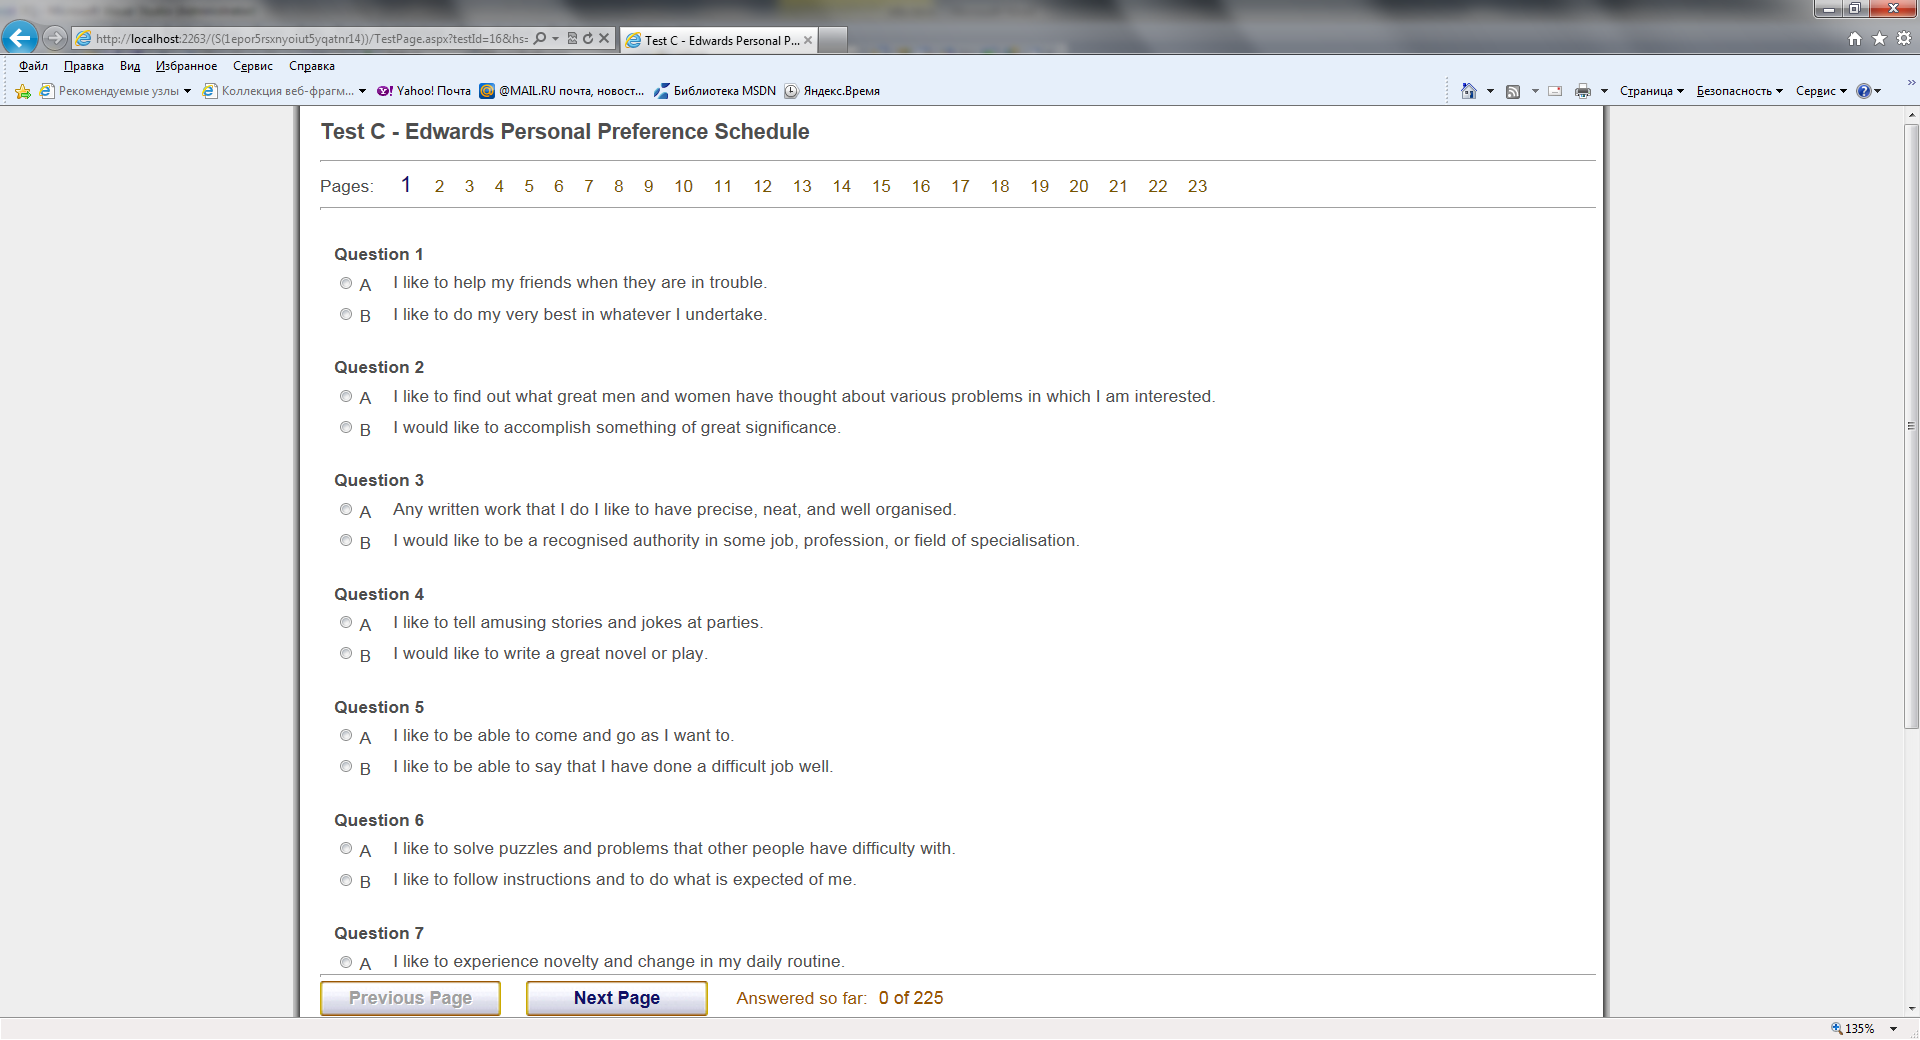 http://localhost:2263/(S(1epor5rsxnyoiut5yqatnr14))/TestPage.aspx?testId=16&hs=
Test C - Edwards Personal P...
Файл Правка Вид Избранное Сервис Справка
Рекомендуемые узлы Коллекция веб-фрагм... Yahoo! Почта @MAIL.RU почта, новост... Библиотека MSDN Яндекс.Время Страница Безопасность Сервис
Test C - Edwards Personal Preference Schedule
Pages: 1 2 3 4 5 6 7 8 9 10 11 12 13 14 15 16 17 18 19 20 21 22 23
Question 1
A I like to help my friends when they are in trouble.
B I like to do my very best in whatever I undertake.
Question 2
A I like to find out what great men and women have thought about various problems in which I am interested.
B I would like to accomplish something of great significance.
Question 3
A Any written work that I do I like to have precise, neat, and well organised.
B I would like to be a recognised authority in some job, profession, or field of specialisation.
Question 4
A I like to tell amusing stories and jokes at parties.
B I would like to write a great novel or play.
Question 5
A I like to be able to come and go as I want to.
B I like to be able to say that I have done a difficult job well.
Question 6
A I like to solve puzzles and problems that other people have difficulty with.
B I like to follow instructions and to do what is expected of me.
Question 7
A I like to experience novelty and change in my daily routine.
Previous Page Next Page Answered so far: 0 of 225
135%